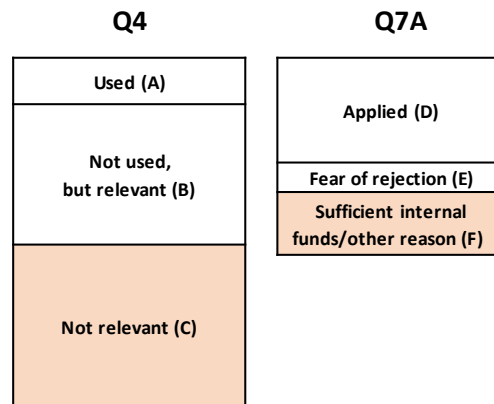 Q4
Used (A)
Not used,
but relevant (B)
Not relevant (C)
Q7A
Applied (D)
Fear of rejection (E)
Sufficient internal
funds/other reason (F)